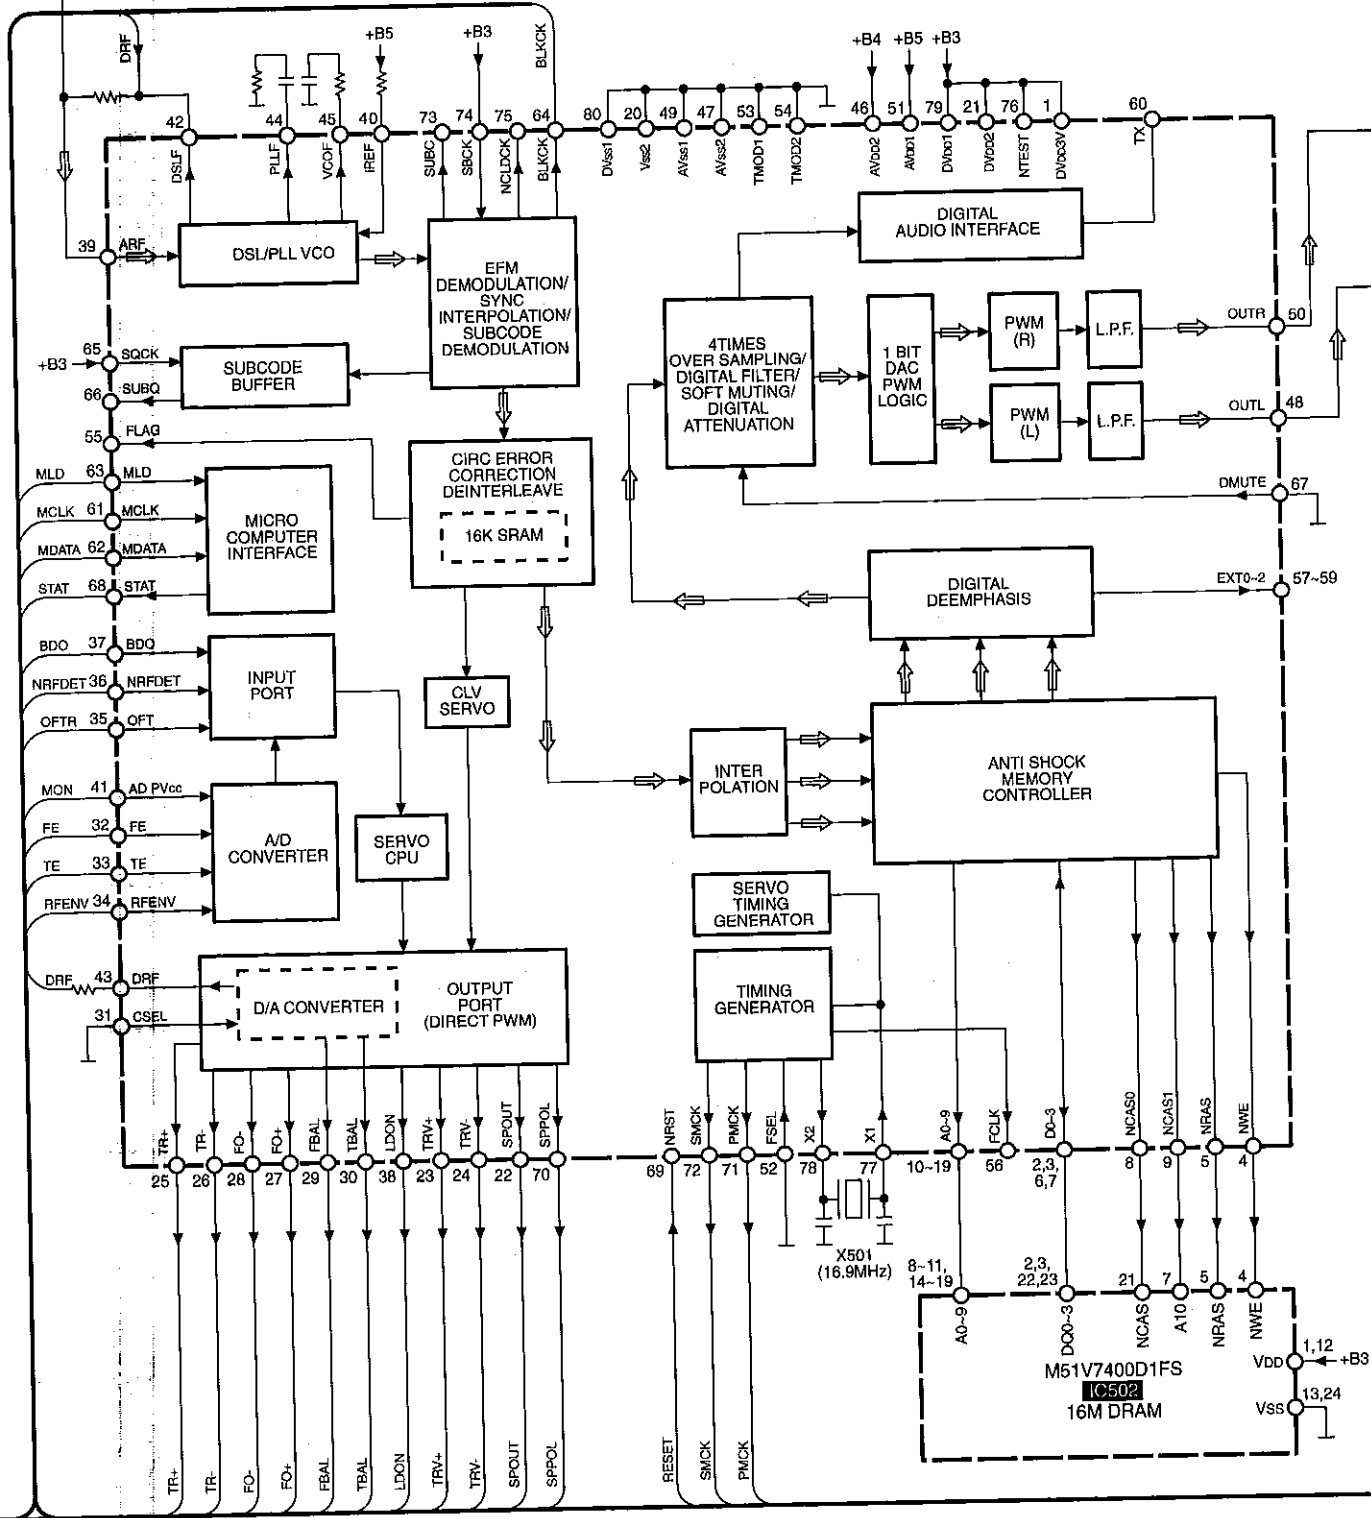 DRF
+B5
+B3
BLKCK
+B4
+B5
+B3
42
44
45
40
73
74
75
64
80
20
49
47
53
54
46
51
79
21
76
1
60
DSLF
PLLF
VCOF
IREF
SUBC
SBCK
NCLDCK
BLKCK
DVss1
Vss2
AVss1
AVss2
TMOD1
TMOD2
AVDD2
AVDD1
DVDD1
DVDD2
NTEST
DVDD3V
TX
39 ARF
DSL/PLL VCO
EFM
DEMODULATION/
SYNC
INTERPOLATION/
SUBCODE
DEMODULATION
DIGITAL
AUDIO INTERFACE
4TIMES
OVER SAMPLING/
DIGITAL FILTER/
SOFT MUTING/
DIGITAL
ATTENUATION
1 BIT
DAC
PWM
LOGIC
PWM
(R)
L.P.F.
OUTR
50
PWM
(L)
L.P.F.
OUTL
48
+B3
65 SQCK
66 SUBQ
SUBCODE
BUFFER
55 FLAG
CIRC ERROR
CORRECTION
DEINTERLEAVE
16K SRAM
DMUTE 67
MLD 63 MLD
MCLK 61 MCLK
MDATA 62 MDATA
STAT 68 STAT
MICRO
COMPUTER
INTERFACE
DIGITAL
DEEMPHASIS
EXT0~2 57~59
BDO 37 BDO
NRFDET 36 NRFDET
OFTR 35 OFT
INPUT
PORT
CLV
SERVO
INTER
POLATION
ANTI SHOCK
MEMORY
CONTROLLER
MON 41 AD PVcc
FE 32 FE
TE 33 TE
RFENV 34 RFENV
A/D
CONVERTER
SERVO
CPU
SERVO
TIMING
GENERATOR
DRF 43 DRF
31 CSEL
D/A CONVERTER
OUTPUT
PORT
(DIRECT PWM)
TIMING
GENERATOR
TR+
TR-
FO-
FO+
FBAL
TBAL
LDON
TRV+
TRV-
SPOUT
SPPOL
NRST
SMCK
PMCK
FSEL
X2
X1
A0~9
FCLK
D0~3
NCAS0
NCAS1
NRAS
NWE
25
26
28
27
29
30
38
23
24
22
70
69
72
71
52
78
77
10~19
56
2,3,
6,7
8
9
5
4
X501
(16.9MHz)
8~11,
14~19
2,3,
22,23
21
7
5
4
A0~9
DQ0~3
NCAS
A10
NRAS
NWE
M51V7400D1FS
IC502
16M DRAM
VDD
1,12
+B3
VSS
13,24
TR+
TR-
FO-
FO+
FBAL
TBAL
LDON
TRV+
TRV-
SPOUT
SPPOL
RESET
SMCK
PMCK